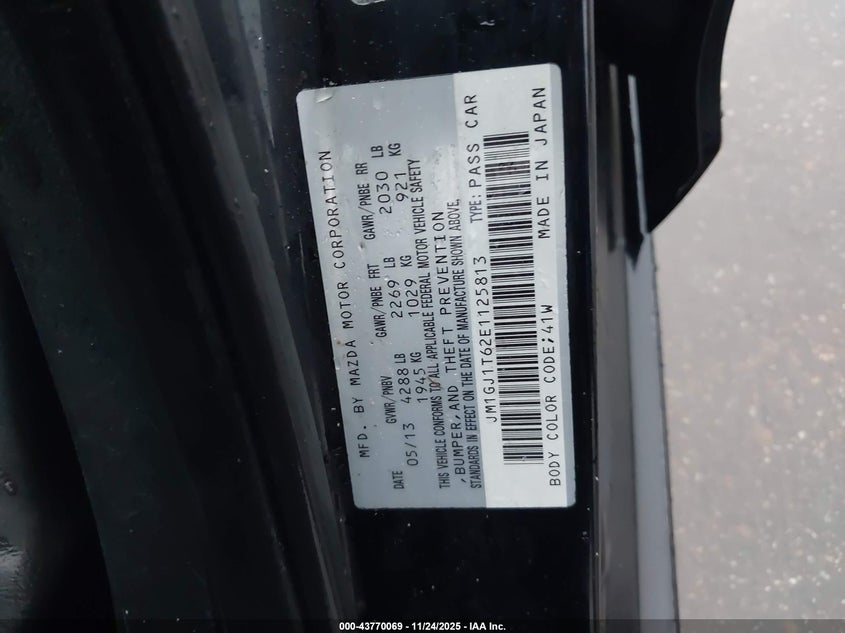 MFD. BY MAZDA MOTOR CORPORATION
DATE GVWR/PNBV GAWR/PNBE FRT GAWR/PNBE RR
05/13 4288 LB 2269 LB 2030 LB
1945 KG 1029 KG 921 KG
THIS VEHICLE CONFORMS TO ALL APPLICABLE FEDERAL MOTOR VEHICLE SAFETY
,BUMPER,AND THEFT PREVENTION
STANDARDS IN EFFECT ON THE DATE OF MANUFACTURE SHOWN ABOVE,
JM1GJ1T62E1125813 TYPE: PASS CAR
BODY COLOR CODE;41W MADE IN JAPAN
000-43770069 - 11/24/2025 - IAA Inc.